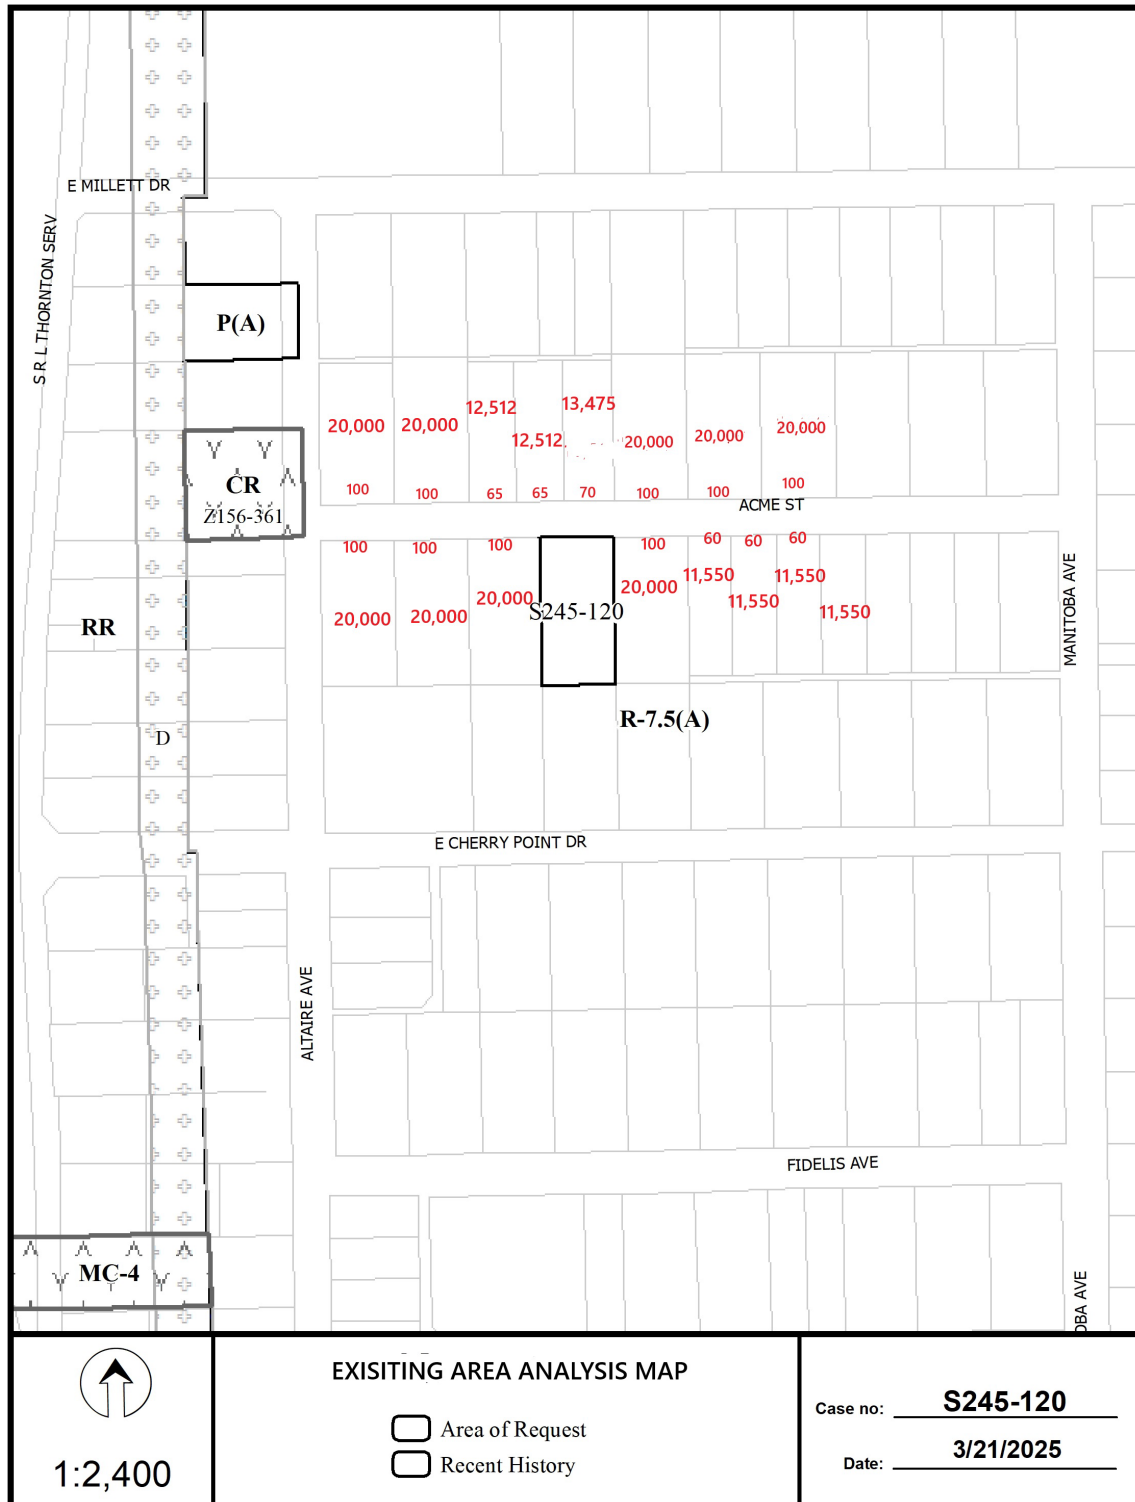 E MILLETT DR
S R L THORNTON SERV
P(A)
12,512
13,475
20,000
20,000
12,512
20,000
20,000
20,000
CR
Z156-361
100
100
65
65
70
100
100
100
ACME ST
100
100
100
100
60
60
60
20,000
20,000
20,000
S245-120
20,000
11,550
11,550
11,550
11,550
MANITOBA AVE
RR
R-7.5(A)
D
E CHERRY POINT DR
ALTAIRE AVE
FIDELIS AVE
MC-4
OBA AVE
1:2,400
EXISITING AREA ANALYSIS MAP
Area of Request
Recent History
Case no: S245-120
Date: 3/21/2025